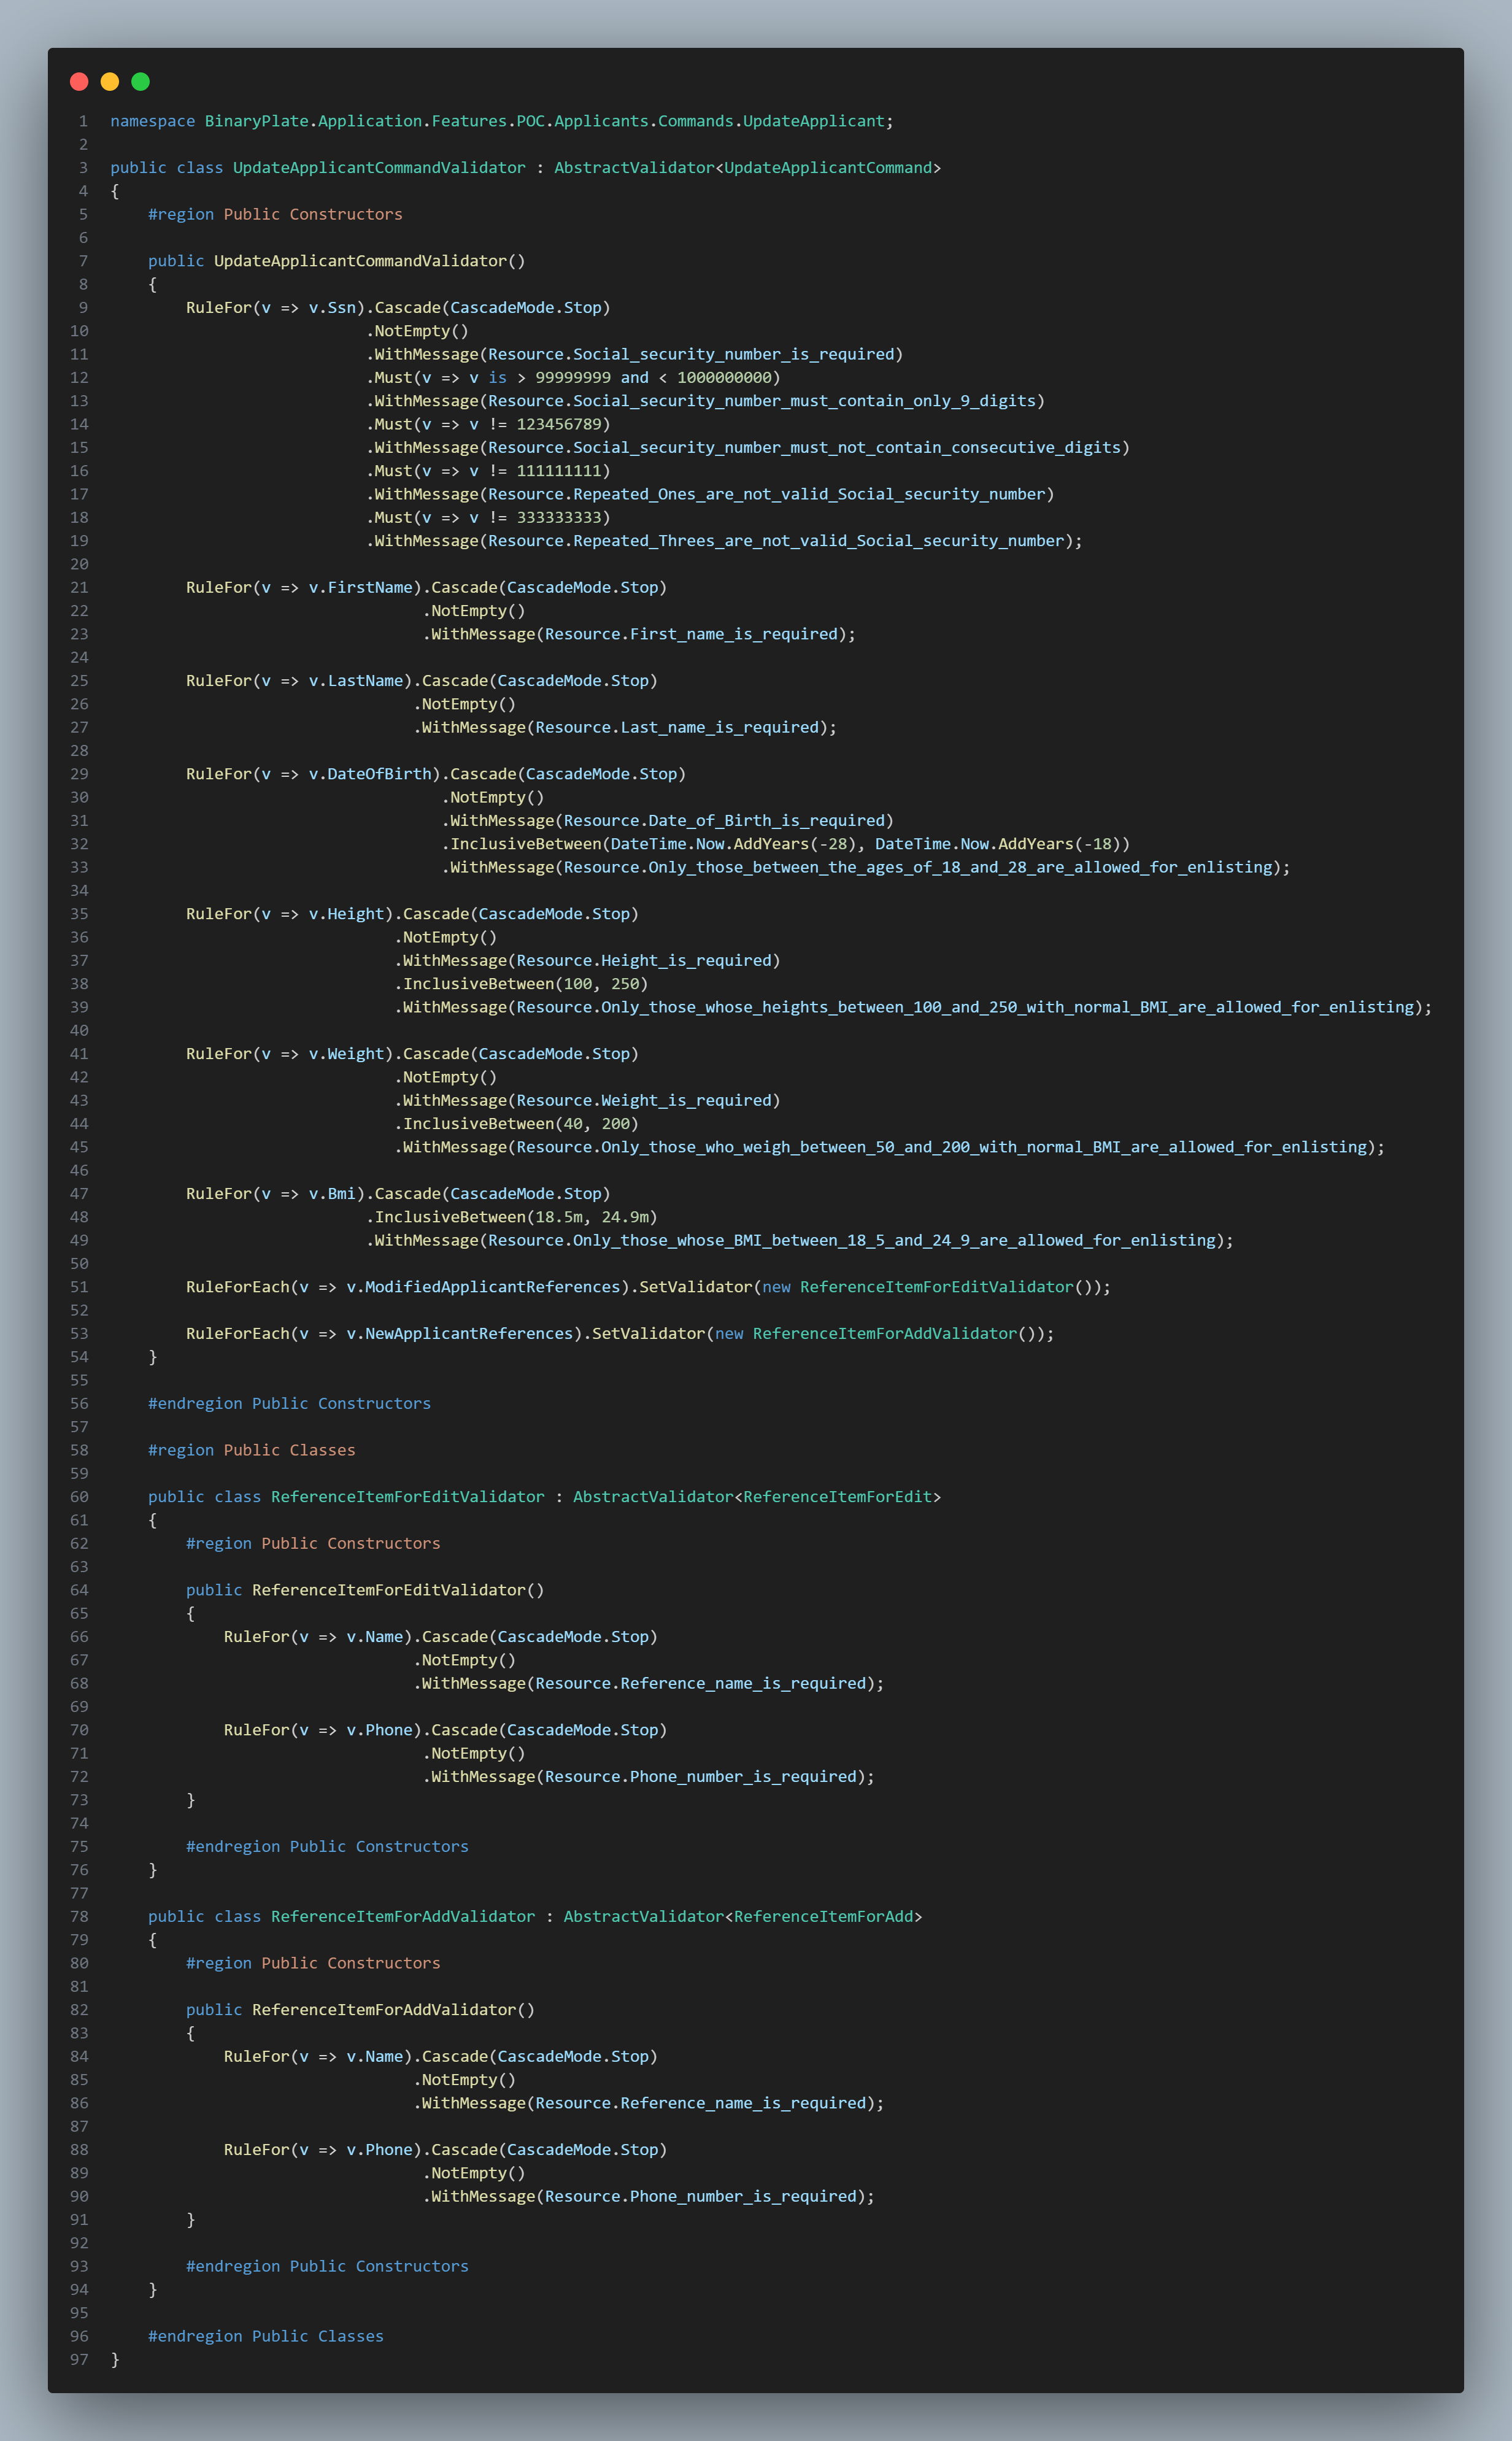 1 namespace BinaryPlate.Application.Features.POC.Applicants.Commands.UpdateApplicant;
2
3 public class UpdateApplicantCommandValidator : AbstractValidator<UpdateApplicantCommand>
4 {
5     #region Public Constructors
6
7     public UpdateApplicantCommandValidator()
8     {
9         RuleFor(v => v.Ssn).Cascade(CascadeMode.Stop)
10                            .NotEmpty()
11                            .WithMessage(Resource.Social_security_number_is_required)
12                            .Must(v => v is > 99999999 and < 1000000000)
13                            .WithMessage(Resource.Social_security_number_must_contain_only_9_digits)
14                            .Must(v => v != 123456789)
15                            .WithMessage(Resource.Social_security_number_must_not_contain_consecutive_digits)
16                            .Must(v => v != 111111111)
17                            .WithMessage(Resource.Repeated_Ones_are_not_valid_Social_security_number)
18                            .Must(v => v != 333333333)
19                            .WithMessage(Resource.Repeated_Threes_are_not_valid_Social_security_number);
20
21         RuleFor(v => v.FirstName).Cascade(CascadeMode.Stop)
22                                  .NotEmpty()
23                                  .WithMessage(Resource.First_name_is_required);
24
25         RuleFor(v => v.LastName).Cascade(CascadeMode.Stop)
26                                 .NotEmpty()
27                                 .WithMessage(Resource.Last_name_is_required);
28
29         RuleFor(v => v.DateOfBirth).Cascade(CascadeMode.Stop)
30                                    .NotEmpty()
31                                    .WithMessage(Resource.Date_of_Birth_is_required)
32                                    .InclusiveBetween(DateTime.Now.AddYears(-28), DateTime.Now.AddYears(-18))
33                                    .WithMessage(Resource.Only_those_between_the_ages_of_18_and_28_are_allowed_for_enlisting);
34
35         RuleFor(v => v.Height).Cascade(CascadeMode.Stop)
36                               .NotEmpty()
37                               .WithMessage(Resource.Height_is_required)
38                               .InclusiveBetween(100, 250)
39                               .WithMessage(Resource.Only_those_whose_heights_between_100_and_250_with_normal_BMI_are_allowed_for_enlisting);
40
41         RuleFor(v => v.Weight).Cascade(CascadeMode.Stop)
42                               .NotEmpty()
43                               .WithMessage(Resource.Weight_is_required)
44                               .InclusiveBetween(40, 200)
45                               .WithMessage(Resource.Only_those_who_weigh_between_50_and_200_with_normal_BMI_are_allowed_for_enlisting);
46
47         RuleFor(v => v.Bmi).Cascade(CascadeMode.Stop)
48                            .InclusiveBetween(18.5m, 24.9m)
49                            .WithMessage(Resource.Only_those_whose_BMI_between_18_5_and_24_9_are_allowed_for_enlisting);
50
51         RuleForEach(v => v.ModifiedApplicantReferences).SetValidator(new ReferenceItemForEditValidator());
52
53         RuleForEach(v => v.NewApplicantReferences).SetValidator(new ReferenceItemForAddValidator());
54     }
55
56     #endregion Public Constructors
57
58     #region Public Classes
59
60     public class ReferenceItemForEditValidator : AbstractValidator<ReferenceItemForEdit>
61     {
62         #region Public Constructors
63
64         public ReferenceItemForEditValidator()
65         {
66             RuleFor(v => v.Name).Cascade(CascadeMode.Stop)
67                                 .NotEmpty()
68                                 .WithMessage(Resource.Reference_name_is_required);
69
70             RuleFor(v => v.Phone).Cascade(CascadeMode.Stop)
71                                  .NotEmpty()
72                                  .WithMessage(Resource.Phone_number_is_required);
73         }
74
75         #endregion Public Constructors
76     }
77
78     public class ReferenceItemForAddValidator : AbstractValidator<ReferenceItemForAdd>
79     {
80         #region Public Constructors
81
82         public ReferenceItemForAddValidator()
83         {
84             RuleFor(v => v.Name).Cascade(CascadeMode.Stop)
85                                 .NotEmpty()
86                                 .WithMessage(Resource.Reference_name_is_required);
87
88             RuleFor(v => v.Phone).Cascade(CascadeMode.Stop)
89                                  .NotEmpty()
90                                  .WithMessage(Resource.Phone_number_is_required);
91         }
92
93         #endregion Public Constructors
94     }
95
96     #endregion Public Classes
97 }